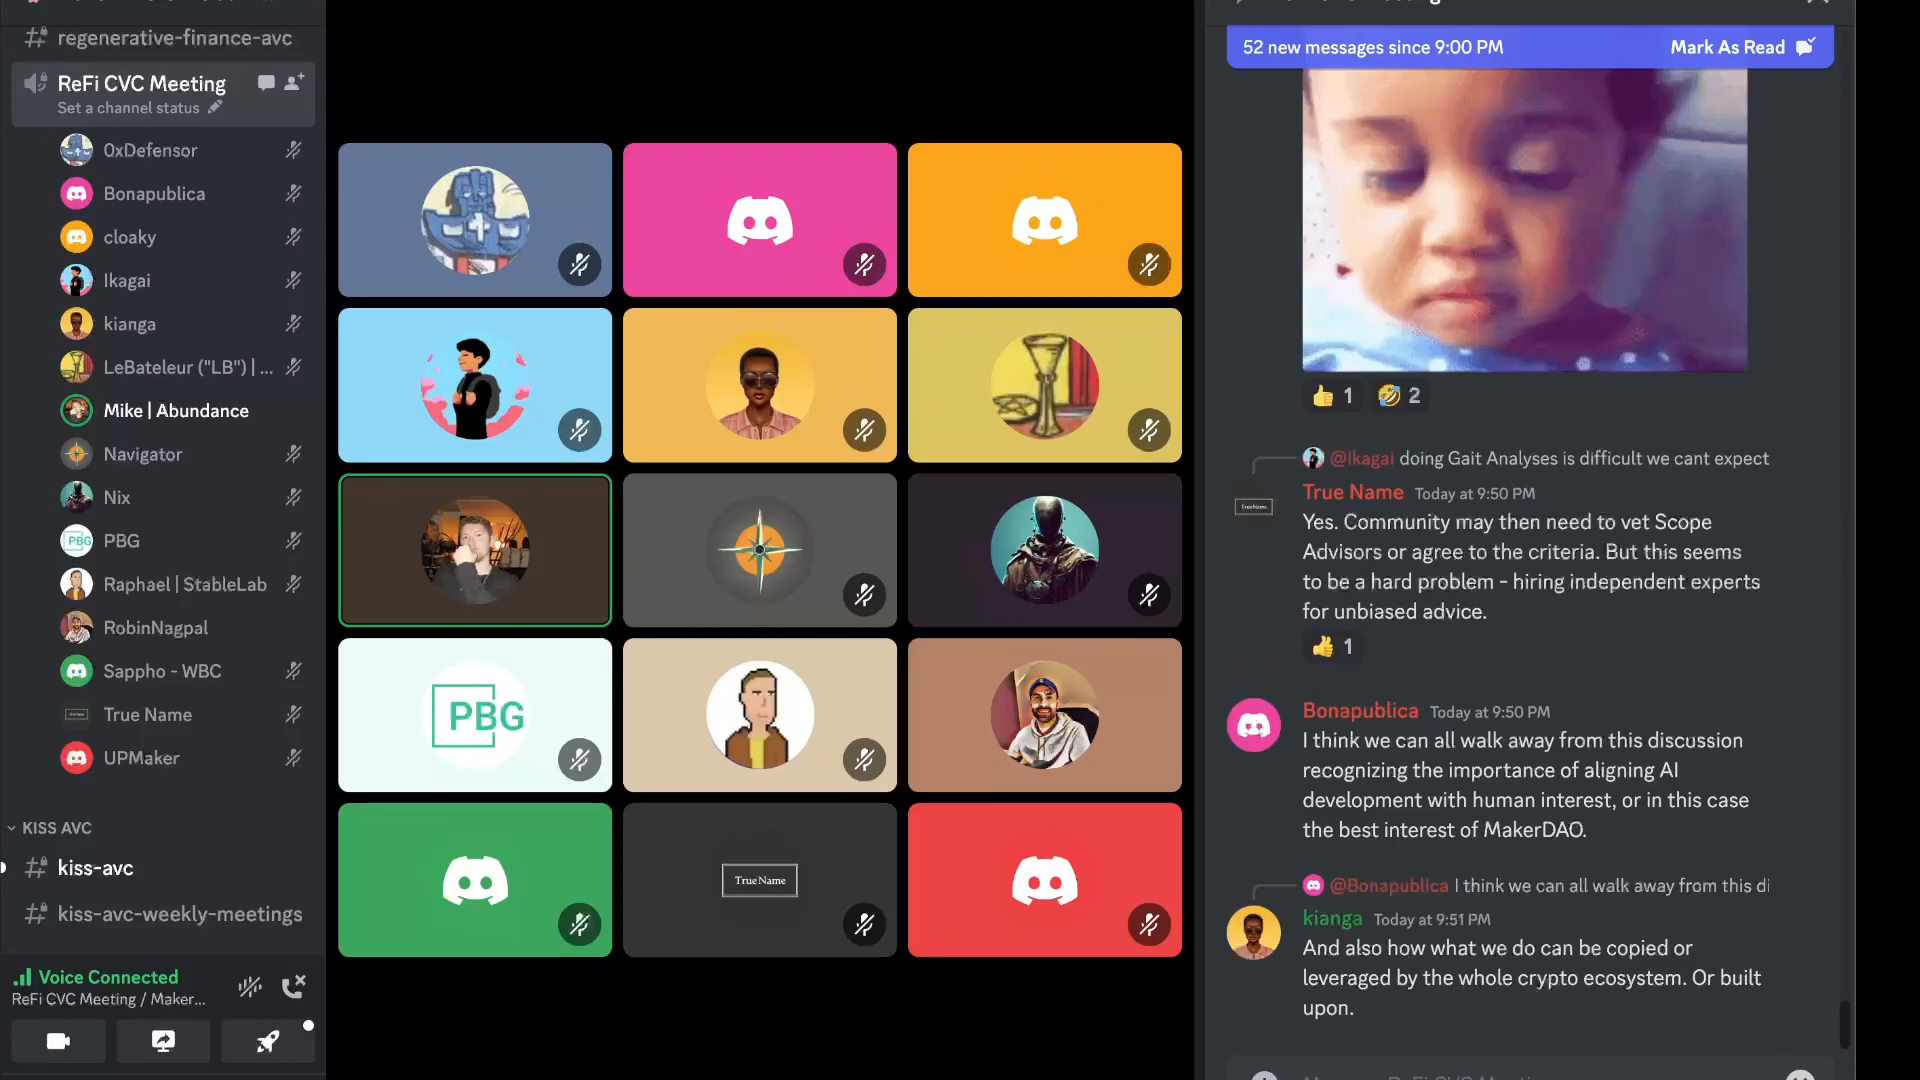 regenerative-finance-avc
ReFi CVC Meeting
Set a channel status
0xDefensor
Bonapublica
cloaky
Ikagai
kianga
LeBateleur ("LB") | ...
Mike | Abundance
Navigator
Nix
PBG
PBG
Raphael | StableLab
RobinNagpal
Sappho - WBC
True Name
UPMaker
KISS AVC
kiss-avc
kiss-avc-weekly-meetings
Voice Connected
ReFi CVC Meeting / Maker...
PBG
True Name
52 new messages since 9:00 PM
Mark As Read
1
2
@Ikagai doing Gait Analyses is difficult we cant expect
True Name Today at 9:50 PM
Yes. Community may then need to vet Scope
Advisors or agree to the criteria. But this seems
to be a hard problem - hiring independent experts
for unbiased advice.
1
Bonapublica Today at 9:50 PM
I think we can all walk away from this discussion
recognizing the importance of aligning AI
development with human interest, or in this case
the best interest of MakerDAO.
@Bonapublica I think we can all walk away from this di
kianga Today at 9:51 PM
And also how what we do can be copied or
leveraged by the whole crypto ecosystem. Or built
upon.